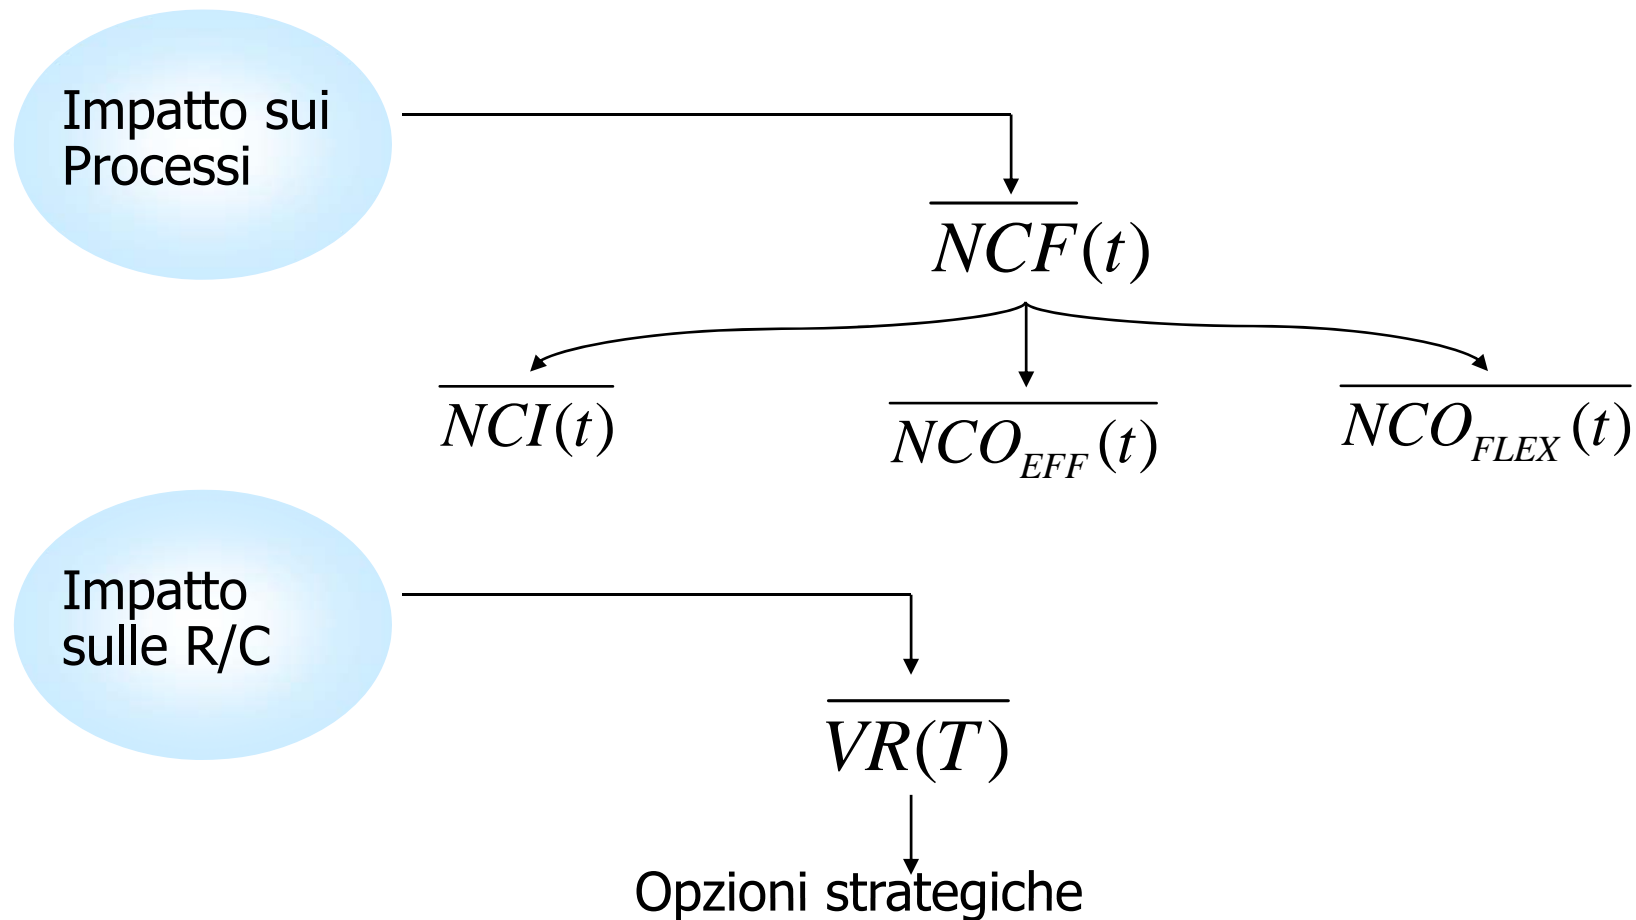 Impatto sui
Processi
NCF(t)
NCI(t)
NCO_EFF(t)
NCO_FLEX(t)
Impatto
sulle R/C
VR(T)
Opzioni strategiche